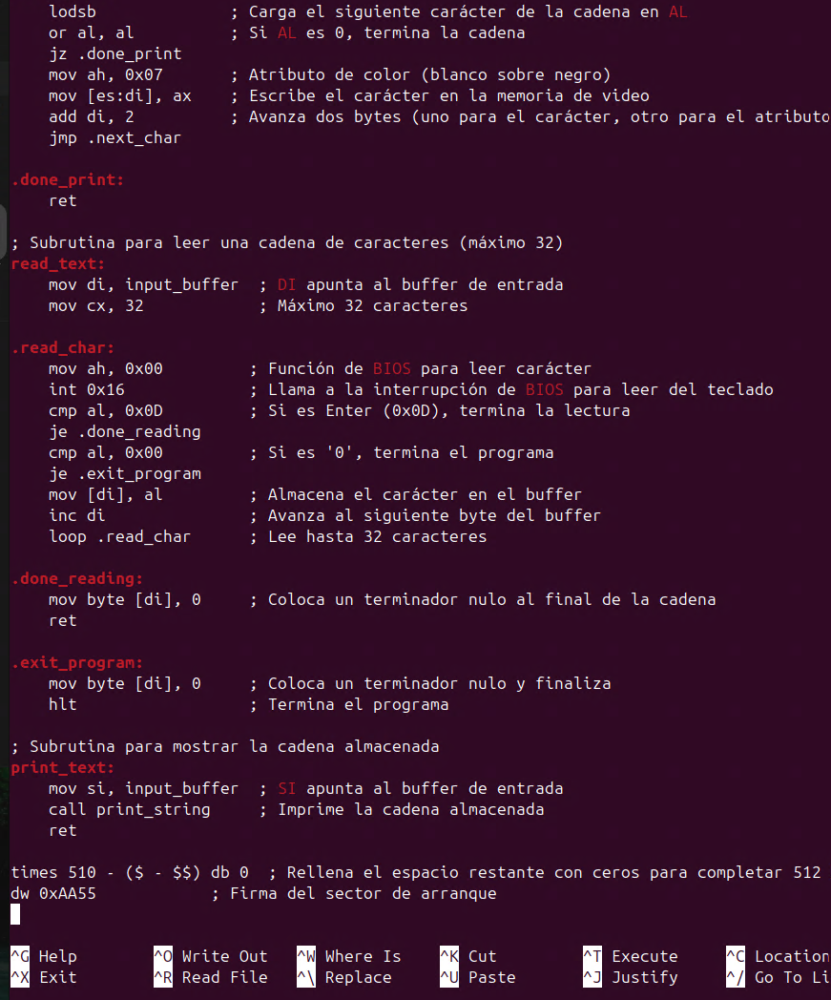 lodsb ; Carga el siguiente carácter de la cadena en AL
or al, al ; Si AL es 0, termina la cadena
jz .done_print
mov ah, 0x07 ; Atributo de color (blanco sobre negro)
mov [es:di], ax ; Escribe el carácter en la memoria de video
add di, 2 ; Avanza dos bytes (uno para el carácter, otro para el atributo
jmp .next_char
.done_print:
ret
; Subrutina para leer una cadena de caracteres (máximo 32)
read_text:
mov di, input_buffer ; DI apunta al buffer de entrada
mov cx, 32 ; Máximo 32 caracteres
.read_char:
mov ah, 0x00 ; Función de BIOS para leer carácter
int 0x16 ; Llama a la interrupción de BIOS para leer del teclado
cmp al, 0x0D ; Si es Enter (0x0D), termina la lectura
je .done_reading
cmp al, 0x00 ; Si es '0', termina el programa
je .exit_program
mov [di], al ; Almacena el carácter en el buffer
inc di ; Avanza al siguiente byte del buffer
loop .read_char ; Lee hasta 32 caracteres
.done_reading:
mov byte [di], 0 ; Coloca un terminador nulo al final de la cadena
ret
.exit_program:
mov byte [di], 0 ; Coloca un terminador nulo y finaliza
hlt ; Termina el programa
; Subrutina para mostrar la cadena almacenada
print_text:
mov si, input_buffer ; SI apunta al buffer de entrada
call print_string ; Imprime la cadena almacenada
ret
times 510 - ($ - $$) db 0 ; Rellena el espacio restante con ceros para completar 512
dw 0xAA55 ; Firma del sector de arranque
^G Help ^O Write Out ^W Where Is ^K Cut ^T Execute ^C Location
^X Exit ^R Read File ^\ Replace ^U Paste ^J Justify ^/ Go To Li